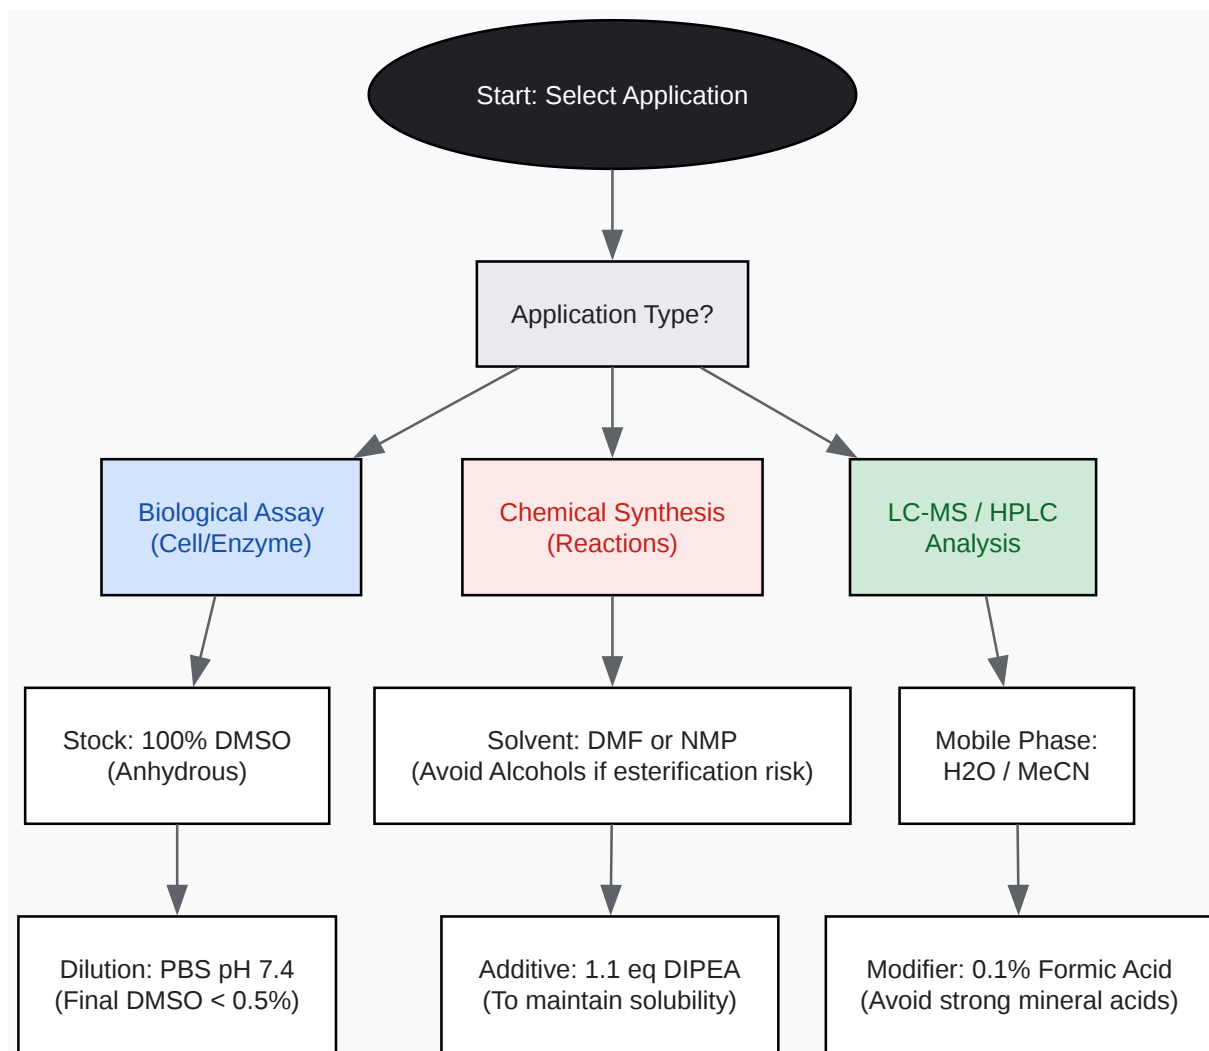 Start: Select Application
Application Type?
Biological Assay
(Cell/Enzyme)
Chemical Synthesis
(Reactions)
LC-MS / HPLC
Analysis
Stock: 100% DMSO
(Anhydrous)
Solvent: DMF or NMP
(Avoid Alcohols if esterification risk)
Mobile Phase:
H2O / MeCN
Dilution: PBS pH 7.4
(Final DMSO < 0.5%)
Additive: 1.1 eq DIPEA
(To maintain solubility)
Modifier: 0.1% Formic Acid
(Avoid strong mineral acids)